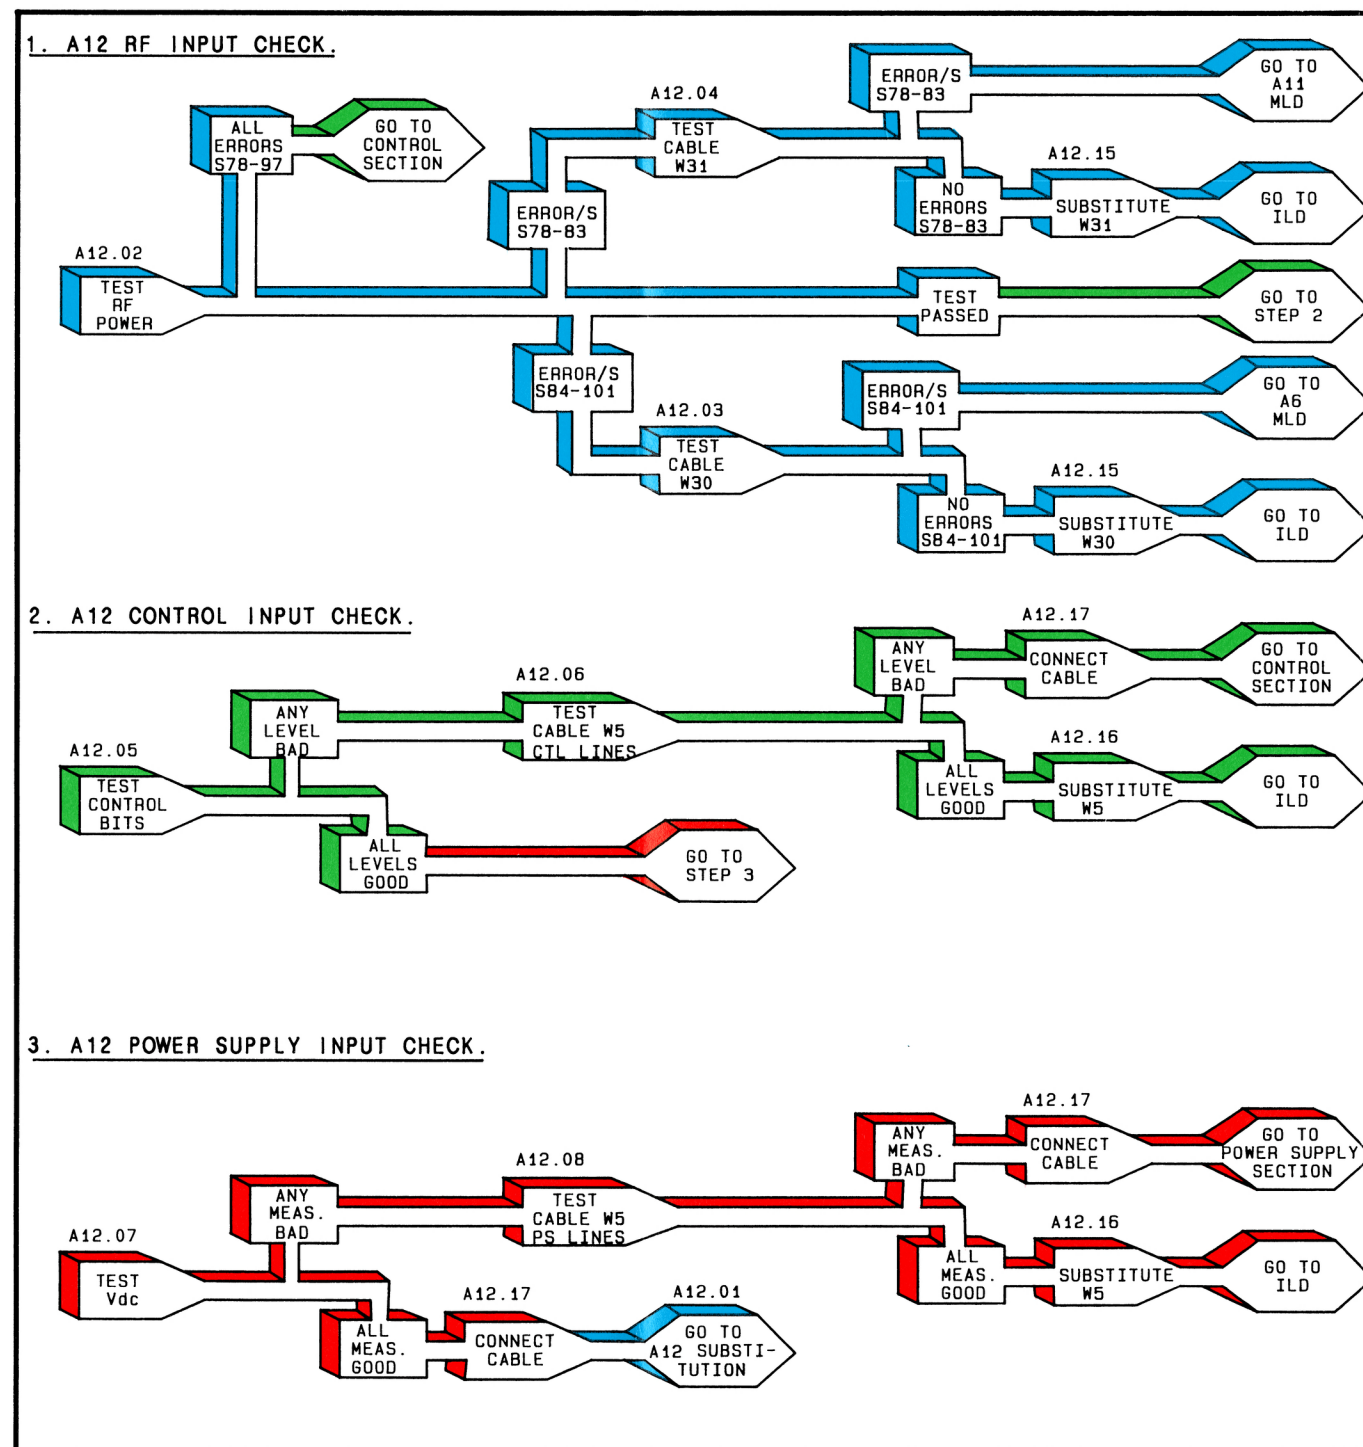 1. A12 RF INPUT CHECK.
A12.02
TEST
RF
POWER
ALL
ERRORS
S78-97
GO TO
CONTROL
SECTION
ERROR/S
S78-83
A12.04
TEST
CABLE
W31
ERROR/S
S78-83
GO TO
A11
MLD
NO
ERRORS
S78-83
A12.15
SUBSTITUTE
W31
GO TO
ILD
TEST
PASSED
GO TO
STEP 2
ERROR/S
S84-101
A12.03
TEST
CABLE
W30
ERROR/S
S84-101
GO TO
A6
MLD
NO
ERRORS
S84-101
A12.15
SUBSTITUTE
W30
GO TO
ILD
2. A12 CONTROL INPUT CHECK.
A12.05
TEST
CONTROL
BITS
ANY
LEVEL
BAD
A12.06
TEST
CABLE W5
CTL LINES
ANY
LEVEL
BAD
A12.17
CONNECT
CABLE
GO TO
CONTROL
SECTION
ALL
LEVELS
GOOD
A12.16
SUBSTITUTE
W5
GO TO
ILD
ALL
LEVELS
GOOD
GO TO
STEP 3
3. A12 POWER SUPPLY INPUT CHECK.
A12.07
TEST
Vdc
ANY
MEAS.
BAD
A12.08
TEST
CABLE W5
PS LINES
ANY
MEAS.
BAD
A12.17
CONNECT
CABLE
GO TO
POWER SUPPLY
SECTION
ALL
MEAS.
GOOD
A12.16
SUBSTITUTE
W5
GO TO
ILD
ALL
MEAS.
GOOD
A12.17
CONNECT
CABLE
A12.01
GO TO
A12 SUBSTI-
TUTION